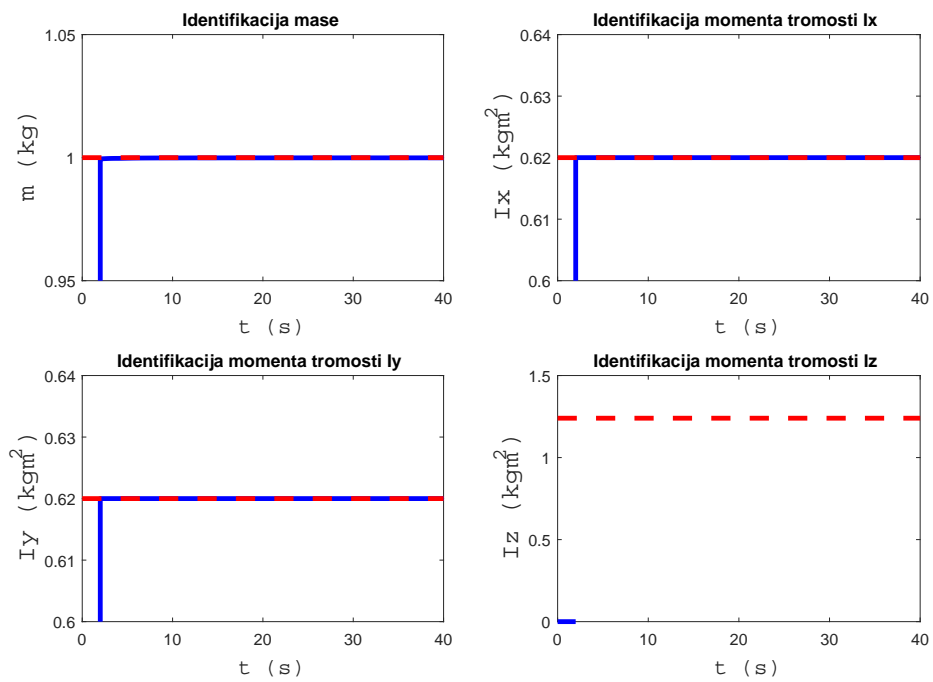 Identifikacija mase
1.05
1
0.95
m (kg)
0 10 20 30 40
t (s)
Identifikacija momenta tromosti Ix
0.64
0.63
0.62
0.61
0.6
Ix (kgm²)
0 10 20 30 40
t (s)
Identifikacija momenta tromosti Iy
0.64
0.63
0.62
0.61
0.6
Iy (kgm²)
0 10 20 30 40
t (s)
Identifikacija momenta tromosti Iz
1.5
1
0.5
0
Iz (kgm²)
0 10 20 30 40
t (s)